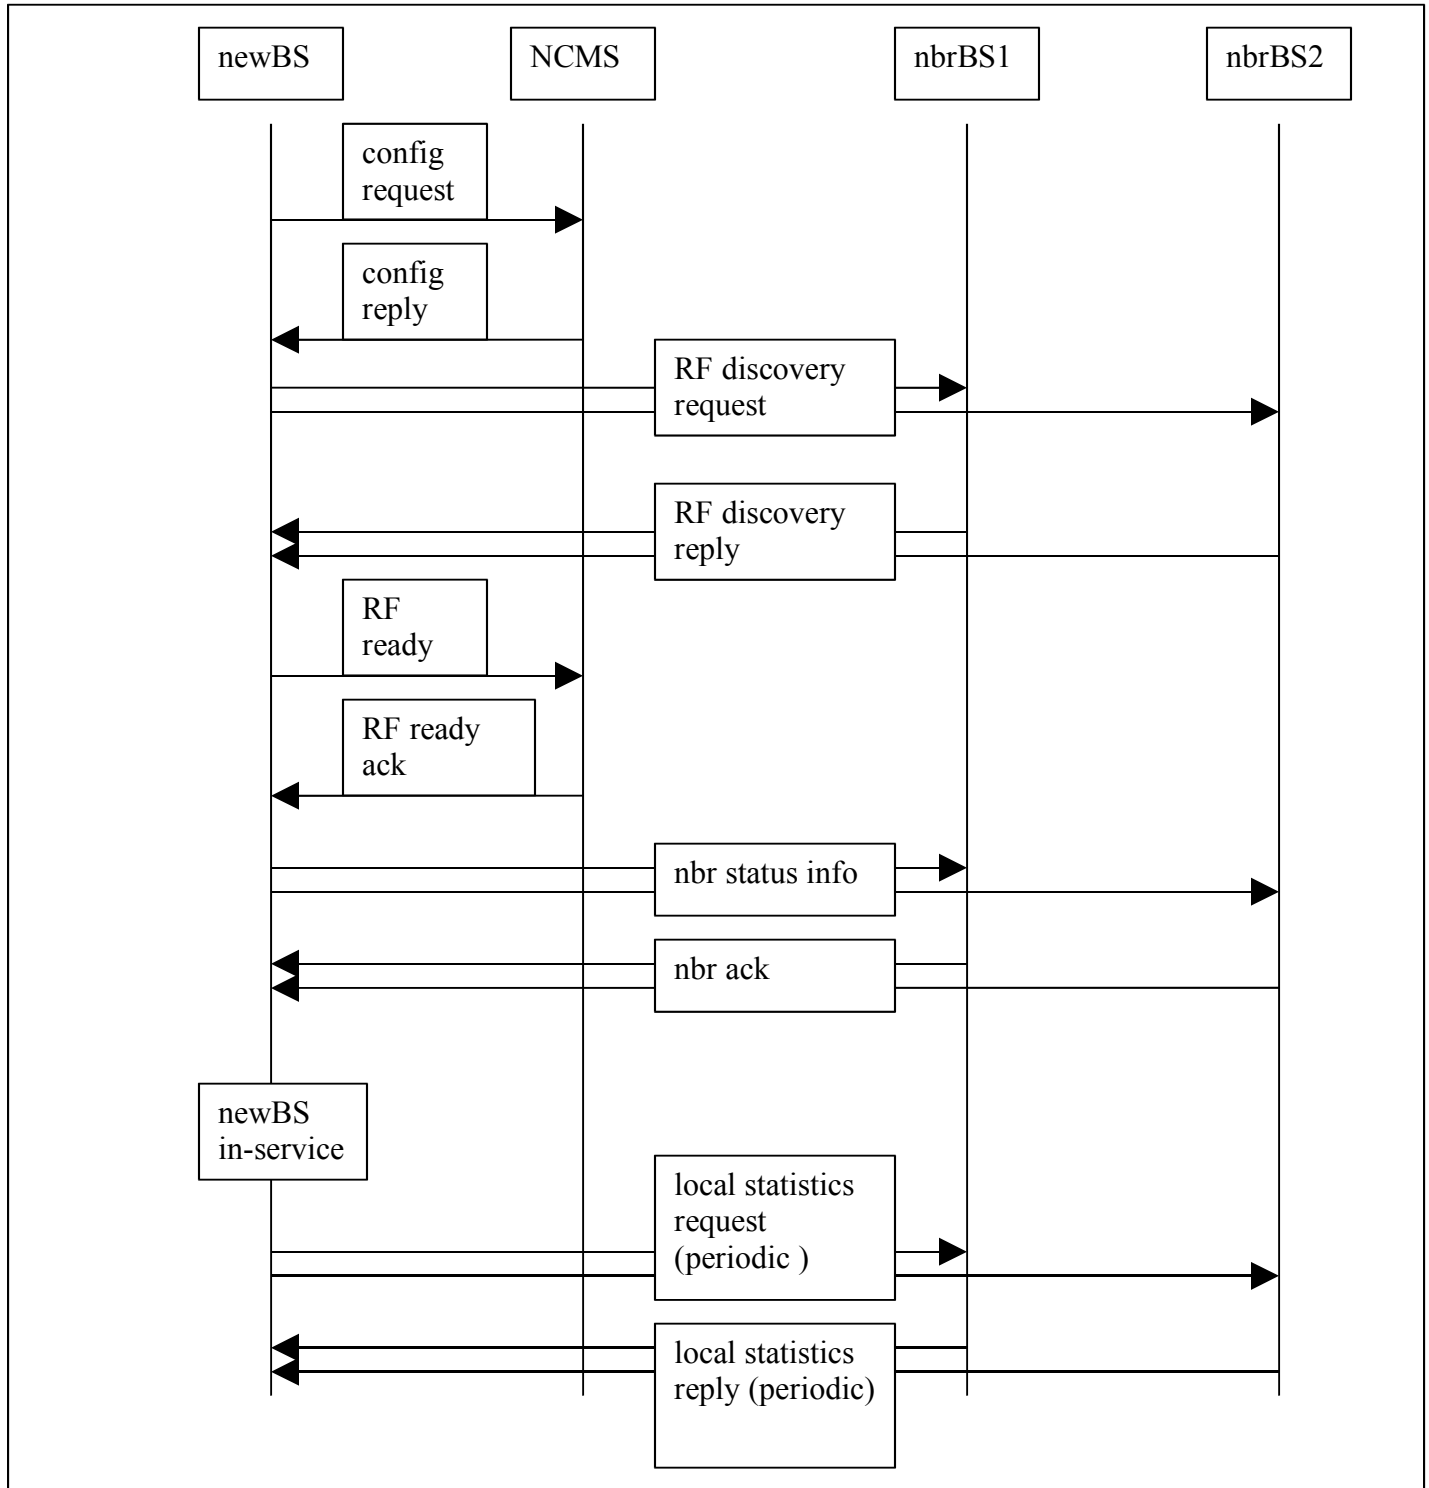 newBS
NCMS
nbrBS1
nbrBS2
config
request
config
reply
RF discovery
request
RF discovery
reply
RF
ready
RF ready
ack
nbr status info
nbr ack
newBS
in-service
local statistics
request
(periodic )
local statistics
reply (periodic)